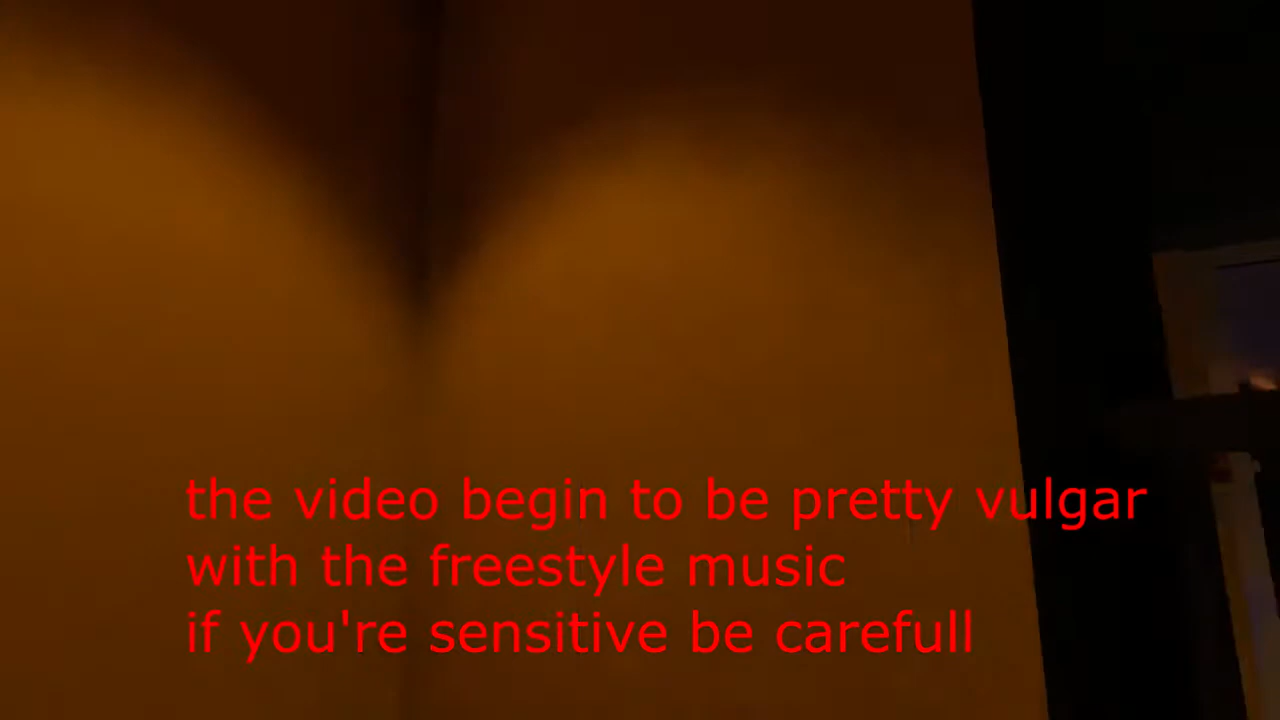 the video begin to be pretty vulgar
with the freestyle music
if you're sensitive be carefull